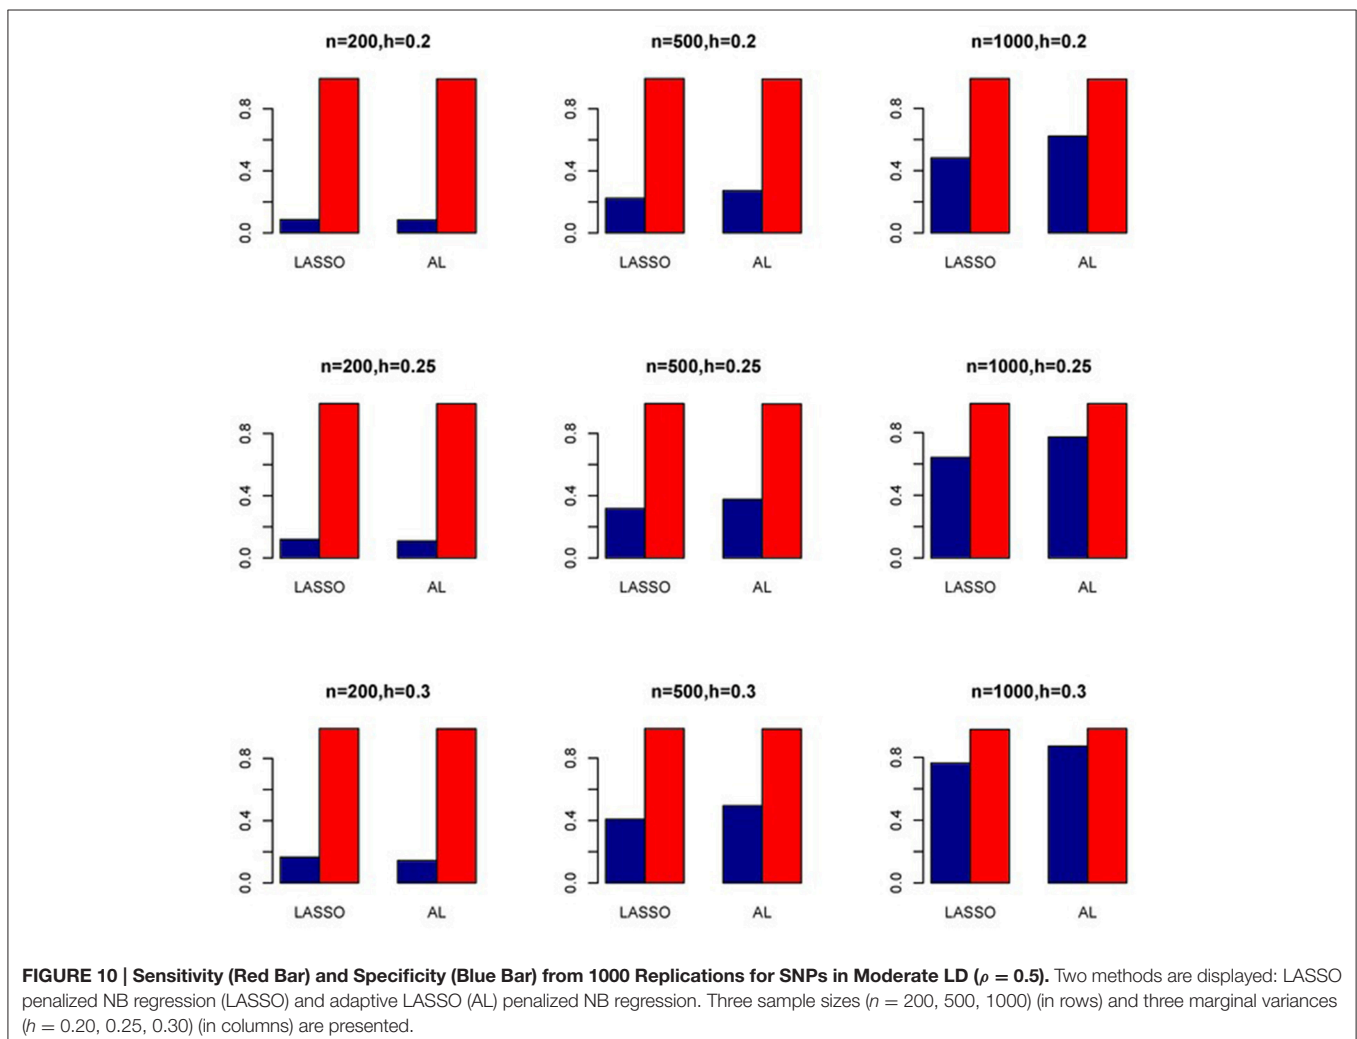 n=200,h=0.2
n=500,h=0.2
n=1000,h=0.2
0.8
0.4
0.0
LASSO AL
0.8
0.4
0.0
LASSO AL
0.8
0.4
0.0
LASSO AL
n=200,h=0.25
n=500,h=0.25
n=1000,h=0.25
0.8
0.4
0.0
LASSO AL
0.8
0.4
0.0
LASSO AL
0.8
0.4
0.0
LASSO AL
n=200,h=0.3
n=500,h=0.3
n=1000,h=0.3
0.8
0.4
0.0
LASSO AL
0.8
0.4
0.0
LASSO AL
0.8
0.4
0.0
LASSO AL
FIGURE 10 | Sensitivity (Red Bar) and Specificity (Blue Bar) from 1000 Replications for SNPs in Moderate LD (ρ = 0.5). Two methods are displayed: LASSO
penalized NB regression (LASSO) and adaptive LASSO (AL) penalized NB regression. Three sample sizes (n = 200, 500, 1000) (in rows) and three marginal variances
(h = 0.20, 0.25, 0.30) (in columns) are presented.